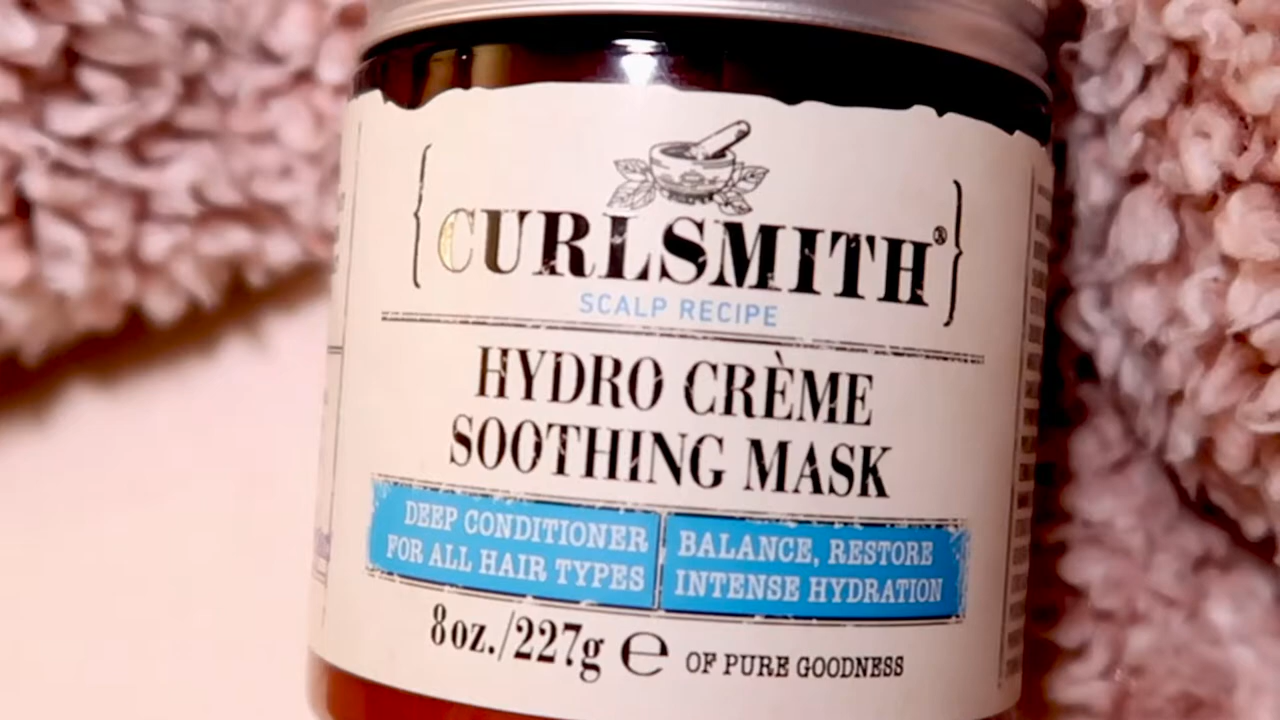 CURLSMITH®
SCALP RECIPE
HYDRO CRÈME
SOOTHING MASK
DEEP CONDITIONER
FOR ALL HAIR TYPES
BALANCE, RESTORE
INTENSE HYDRATION
8oz./227g ℮ OF PURE GOODNESS